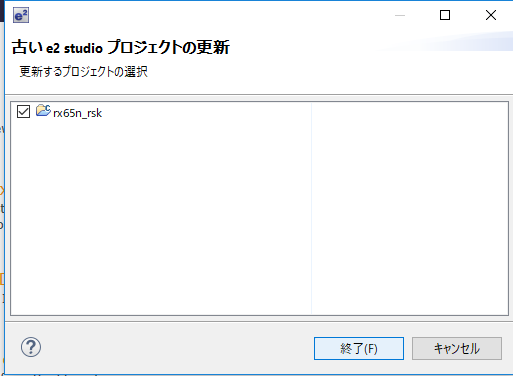 e²
古い e2 studio プロジェクトの更新
更新するプロジェクトの選択
rx65n_rsk
?
終了(F)
キャンセル